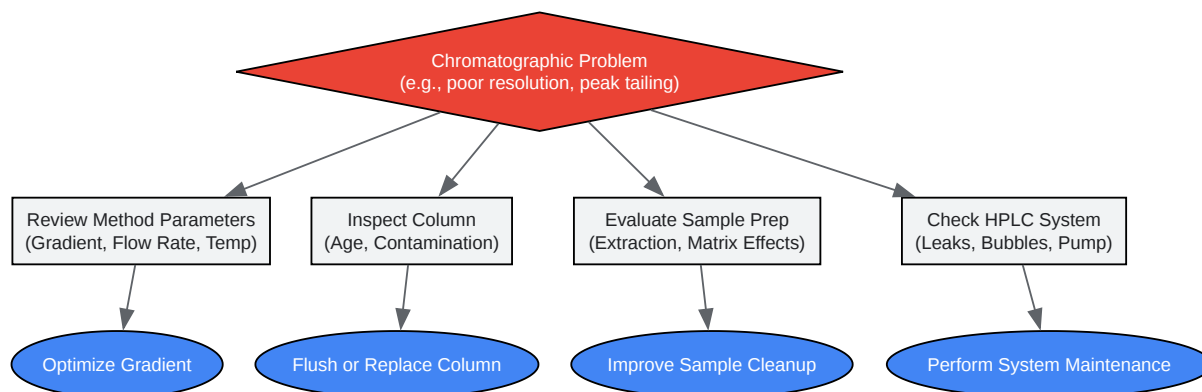 Chromatographic Problem
(e.g., poor resolution, peak tailing)
Review Method Parameters
(Gradient, Flow Rate, Temp)
Inspect Column
(Age, Contamination)
Evaluate Sample Prep
(Extraction, Matrix Effects)
Check HPLC System
(Leaks, Bubbles, Pump)
Optimize Gradient
Flush or Replace Column
Improve Sample Cleanup
Perform System Maintenance